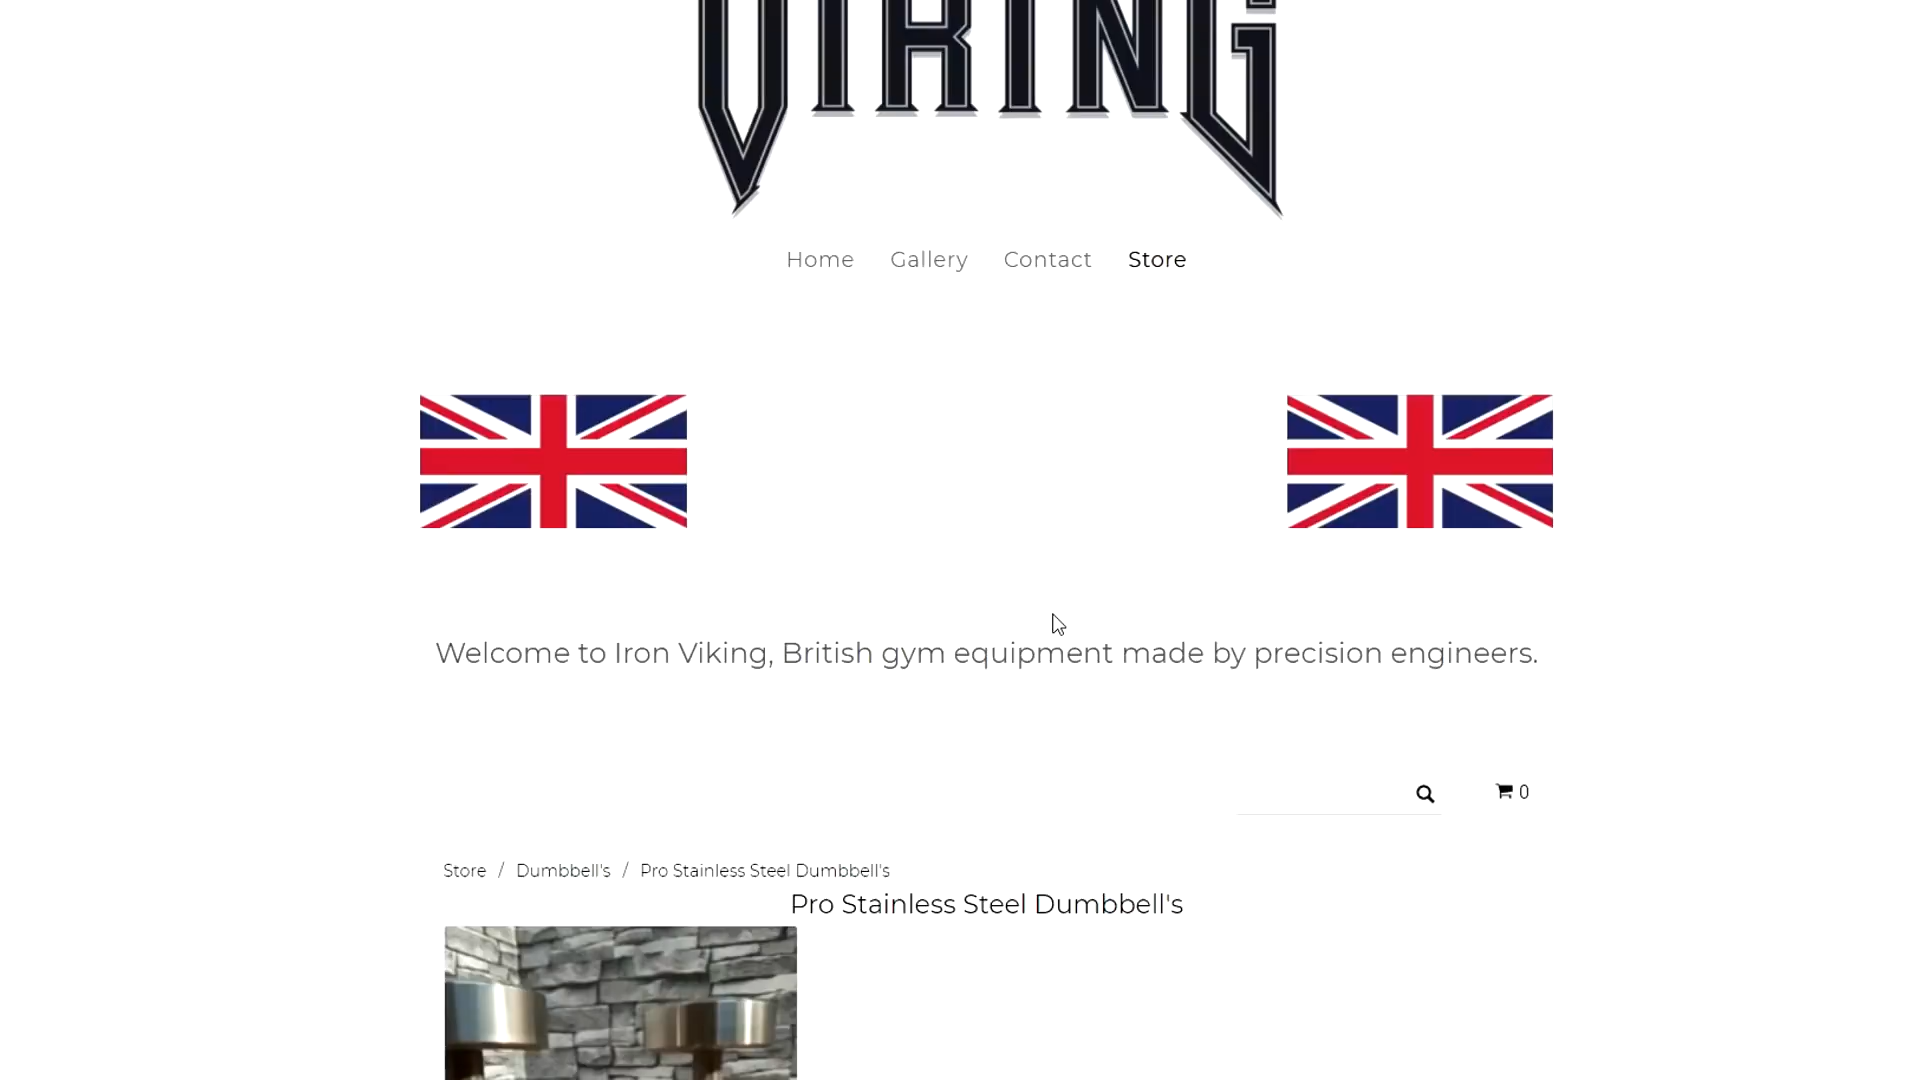 VIKING
Home Gallery Contact Store
Welcome to Iron Viking, British gym equipment made by precision engineers.
0
Store / Dumbbell's / Pro Stainless Steel Dumbbell's
Pro Stainless Steel Dumbbell's